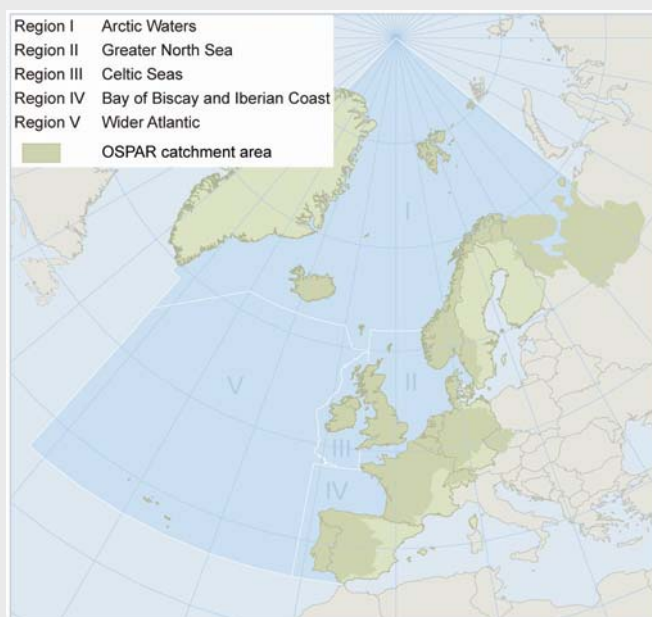 Region I Arctic Waters
Region II Greater North Sea
Region III Celtic Seas
Region IV Bay of Biscay and Iberian Coast
Region V Wider Atlantic
OSPAR catchment area
I
V
II
III
IV